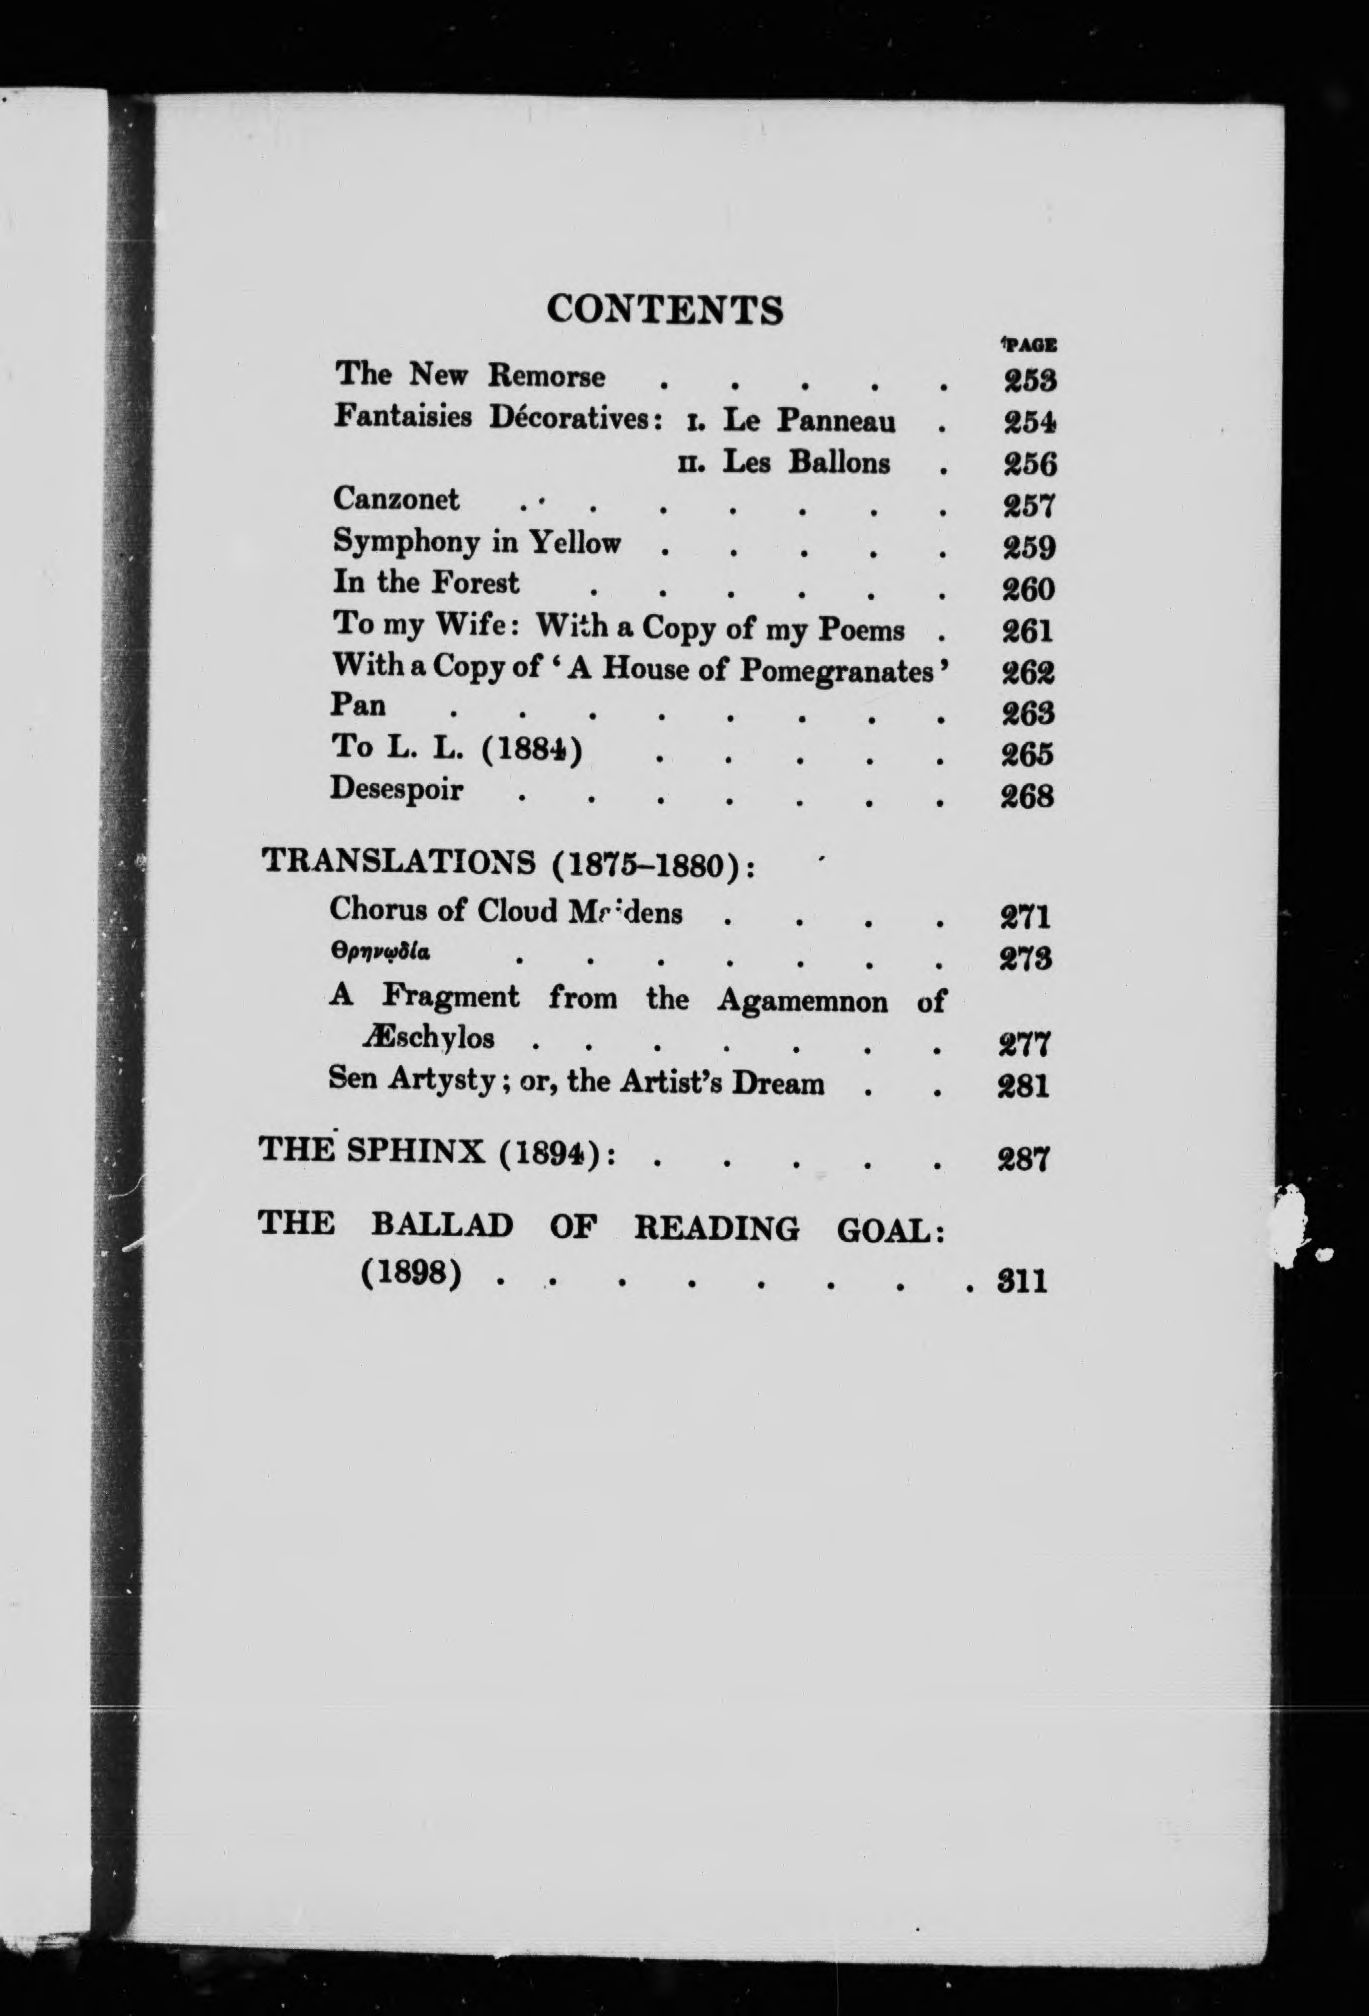 CONTENTS
PAGE
The New Remorse . . . . . 253
Fantaisies Décoratives: I. Le Panneau . 254
II. Les Ballons . 256
Canzonet . . . . . . . 257
Symphony in Yellow . . . . . 259
In the Forest . . . . . . 260
To my Wife: With a Copy of my Poems . 261
With a Copy of ‘A House of Pomegranates’ 262
Pan . . . . . . . . 263
To L. L. (1884) . . . . . 265
Desespoir . . . . . . . 268
TRANSLATIONS (1875–1880):
Chorus of Cloud Maidens . . . . 271
Θρηνῳδία . . . . . . . 273
A Fragment from the Agamemnon of
Æschylos . . . . . . . 277
Sen Artysty; or, the Artist’s Dream . . 281
THE SPHINX (1894): . . . . . 287
THE BALLAD OF READING GOAL:
(1898) . . . . . . . . 311